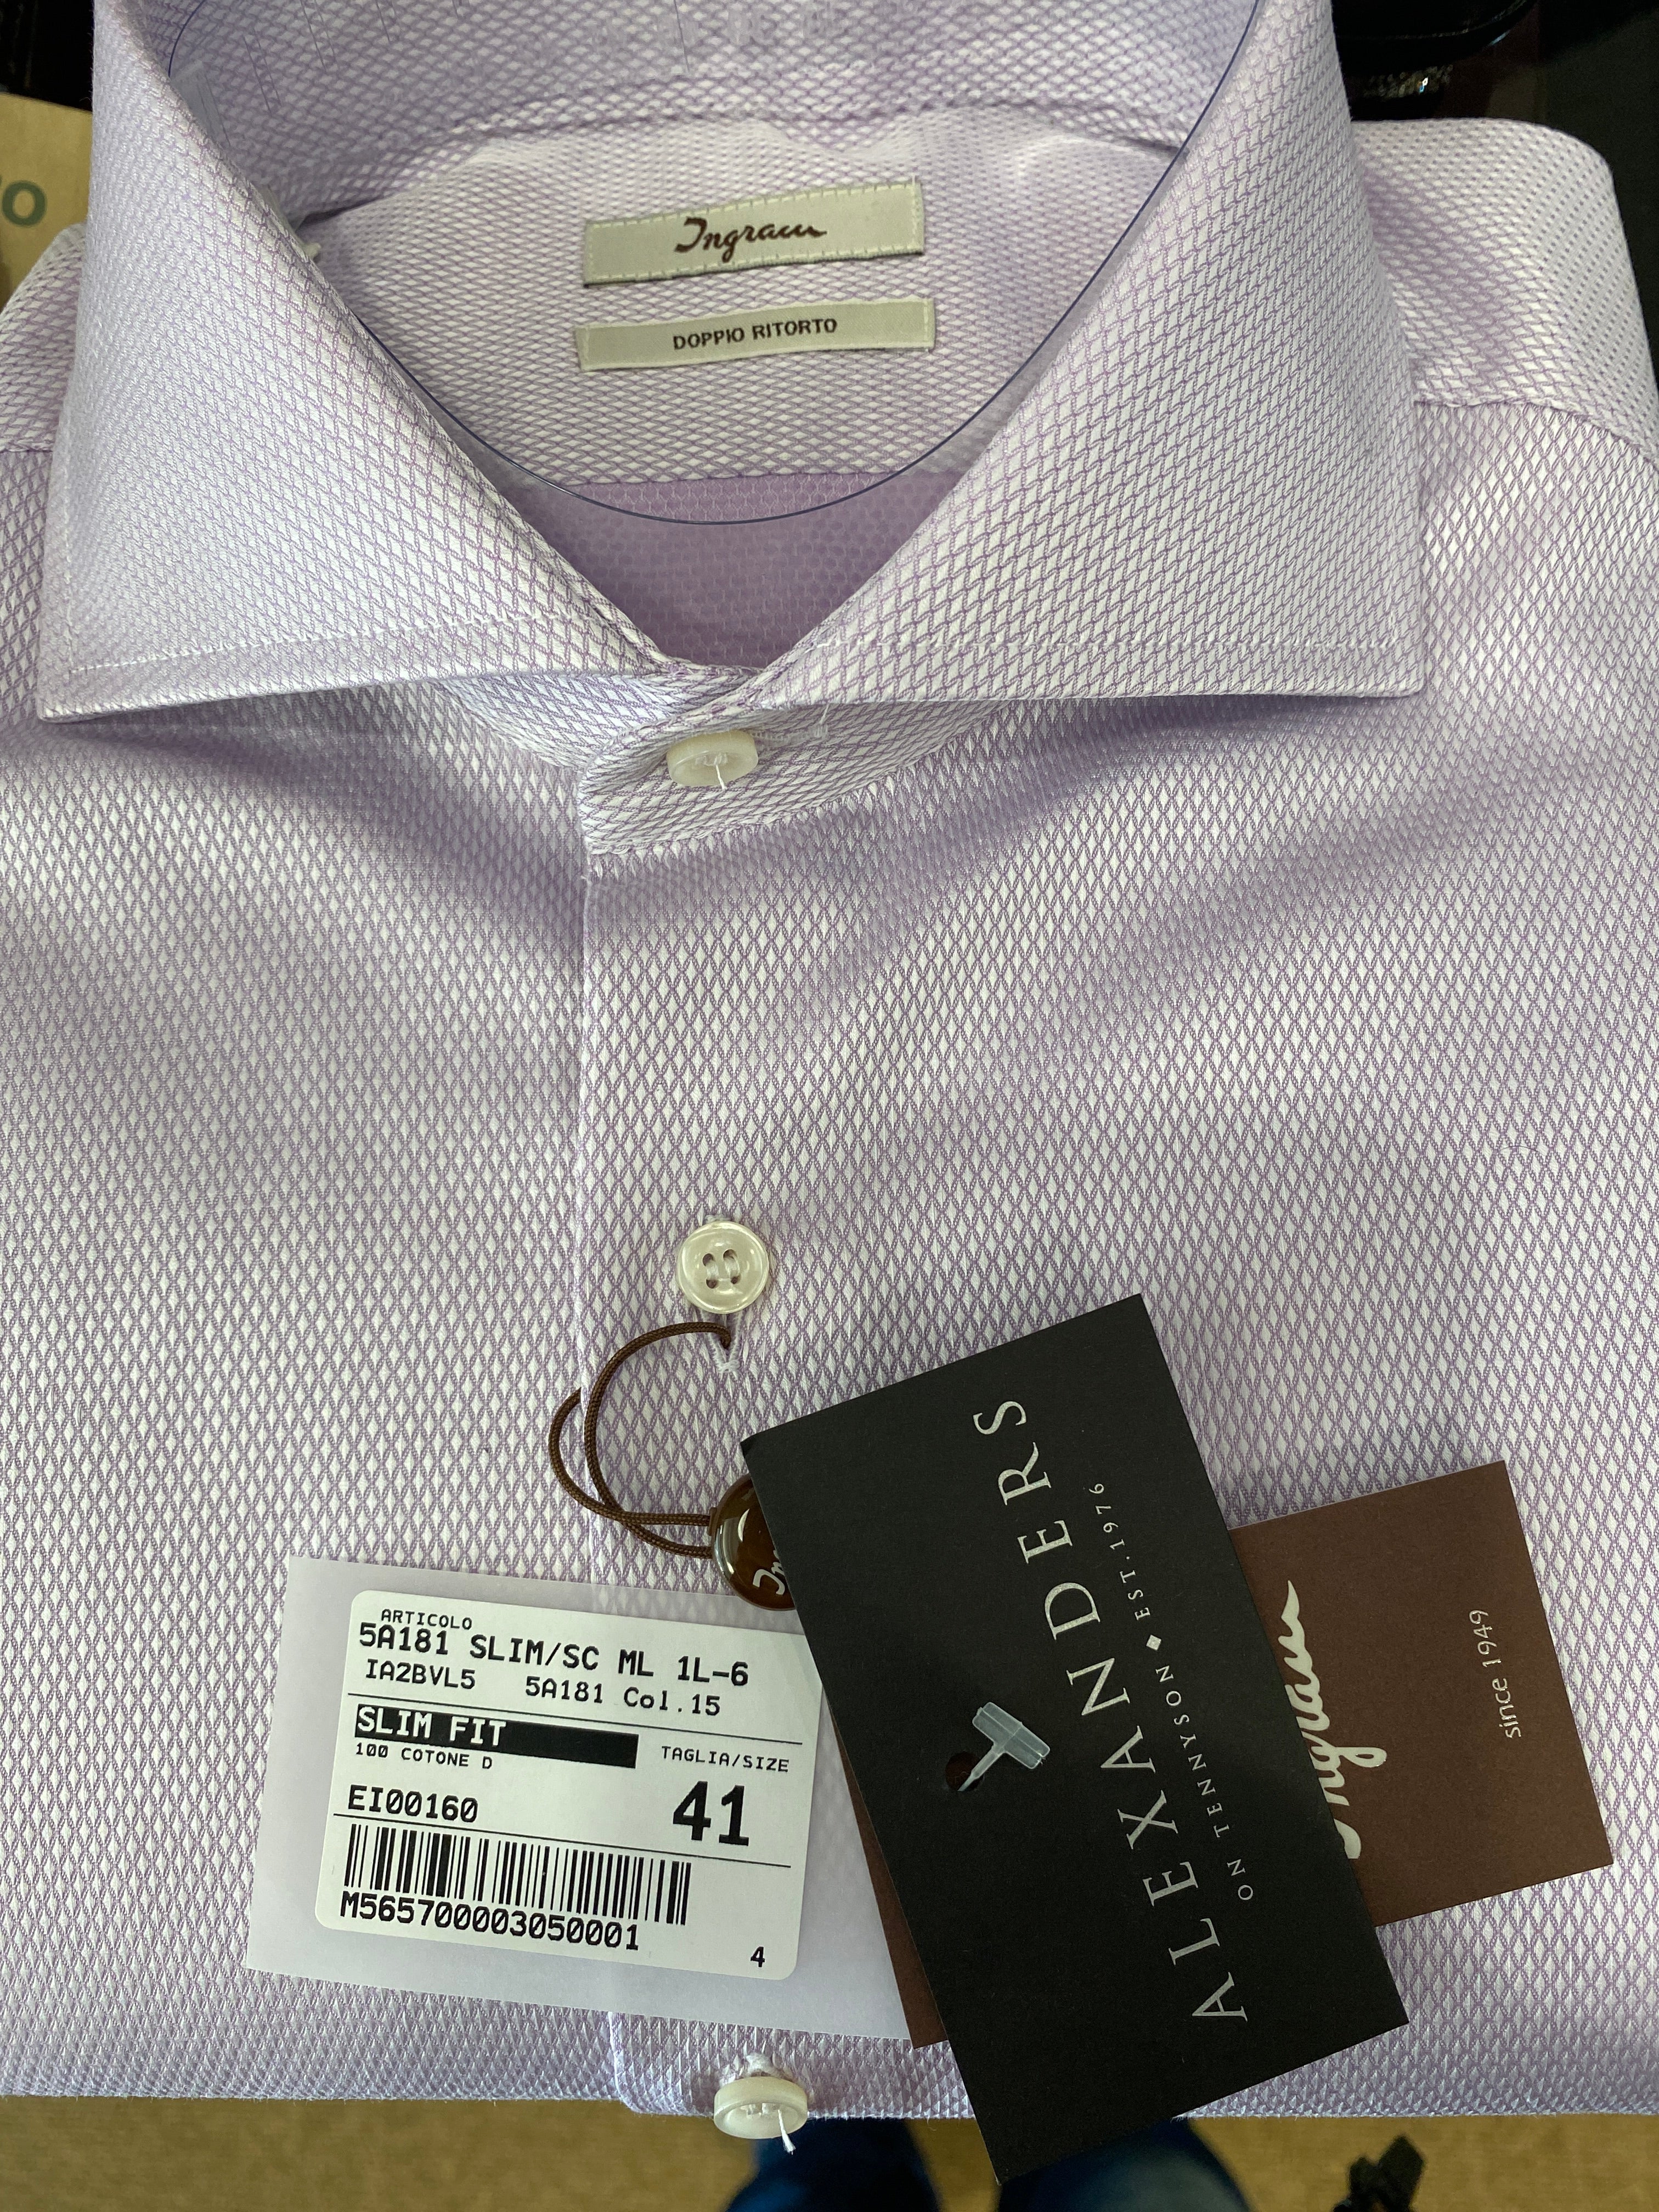 TO
Ingram
DOPPIO RITORTO
ARTICOLO
5A181 SLIM/SC ML 1L-6
IA2BVL5 5A181 Col.15
SLIM FIT
100 COTONE D
TAGLIA/SIZE
41
EI00160
M565700003050001
4
ALEXANDERS
ON TENNYSON ◆ EST.1976
Ingram
since 1949